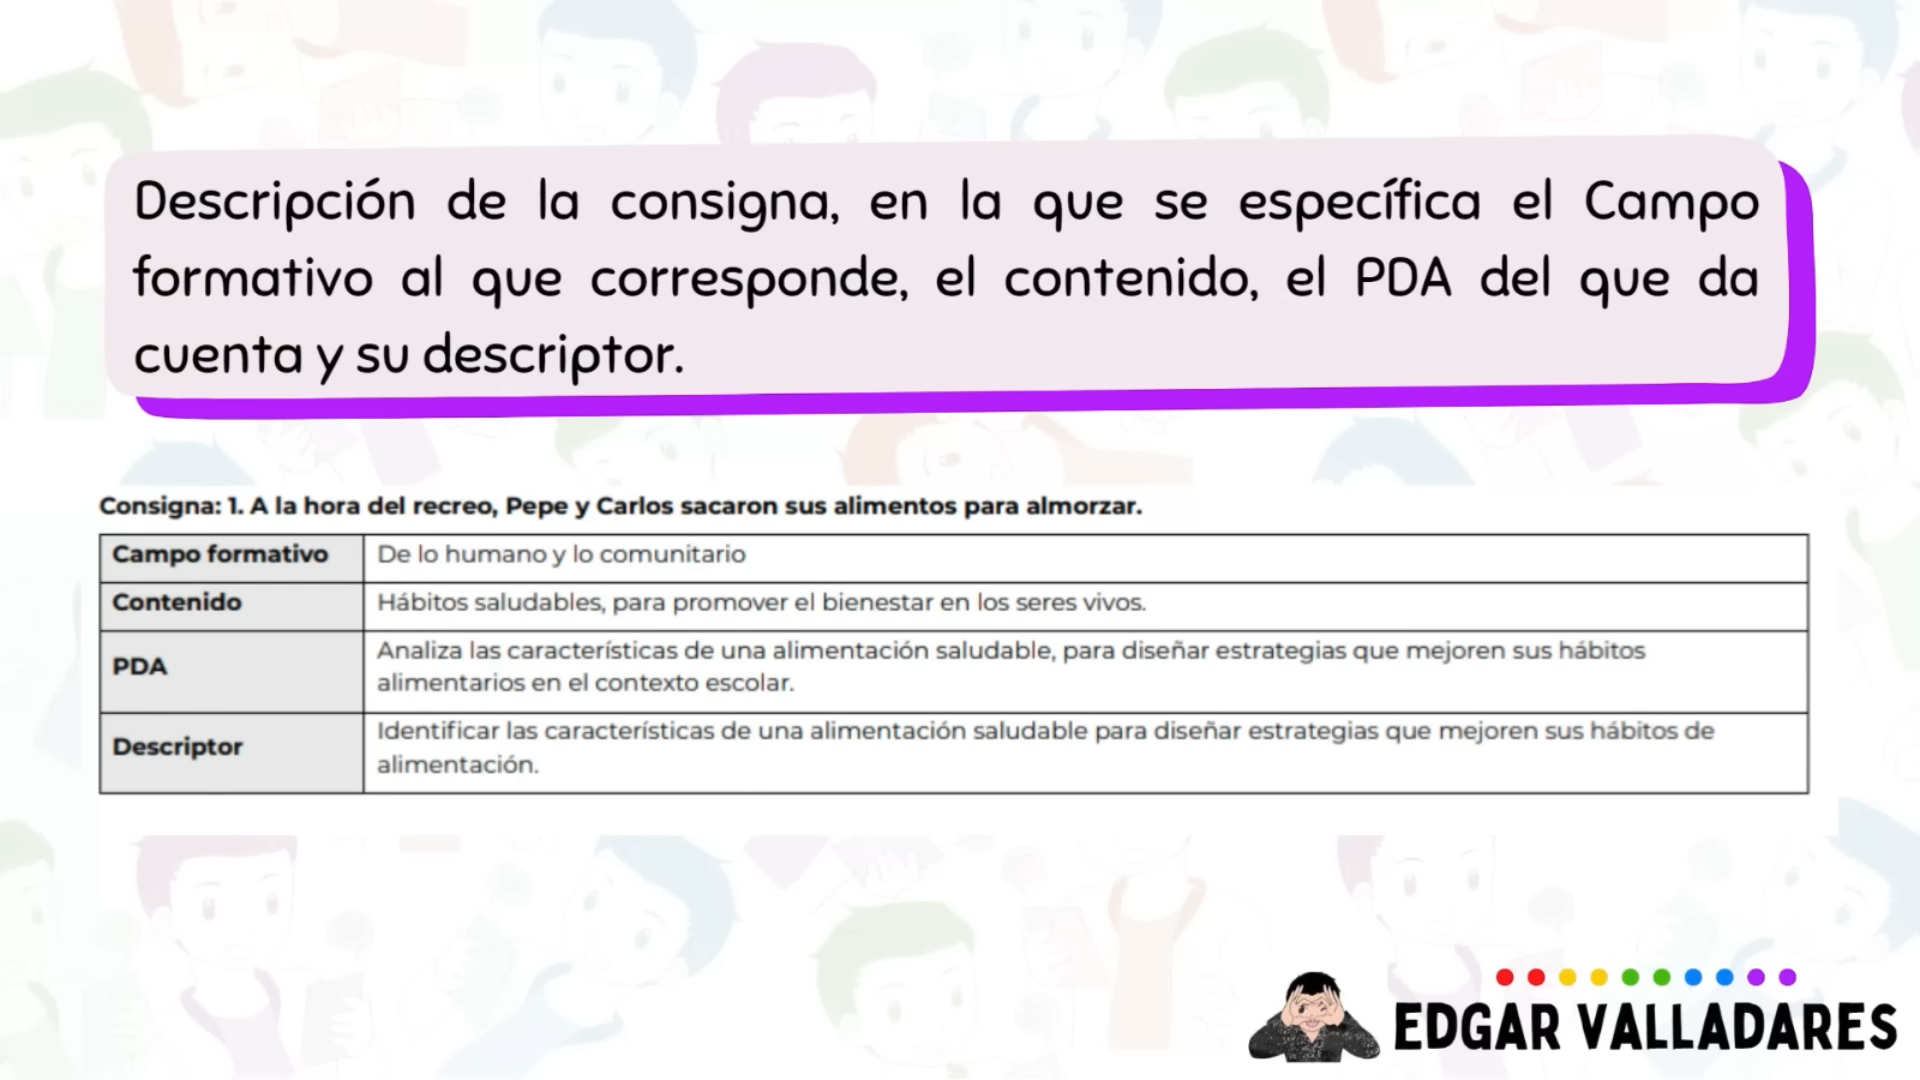 Descripción de la consigna, en la que se específica el Campo
formativo al que corresponde, el contenido, el PDA del que da
cuenta y su descriptor.
Consigna: 1. A la hora del recreo, Pepe y Carlos sacaron sus alimentos para almorzar.
Campo formativo De lo humano y lo comunitario
Contenido Hábitos saludables, para promover el bienestar en los seres vivos.
PDA Analiza las características de una alimentación saludable, para diseñar estrategias que mejoren sus hábitos
alimentarios en el contexto escolar.
Descriptor Identificar las características de una alimentación saludable para diseñar estrategias que mejoren sus hábitos de
alimentación.
EDGAR VALLADARES